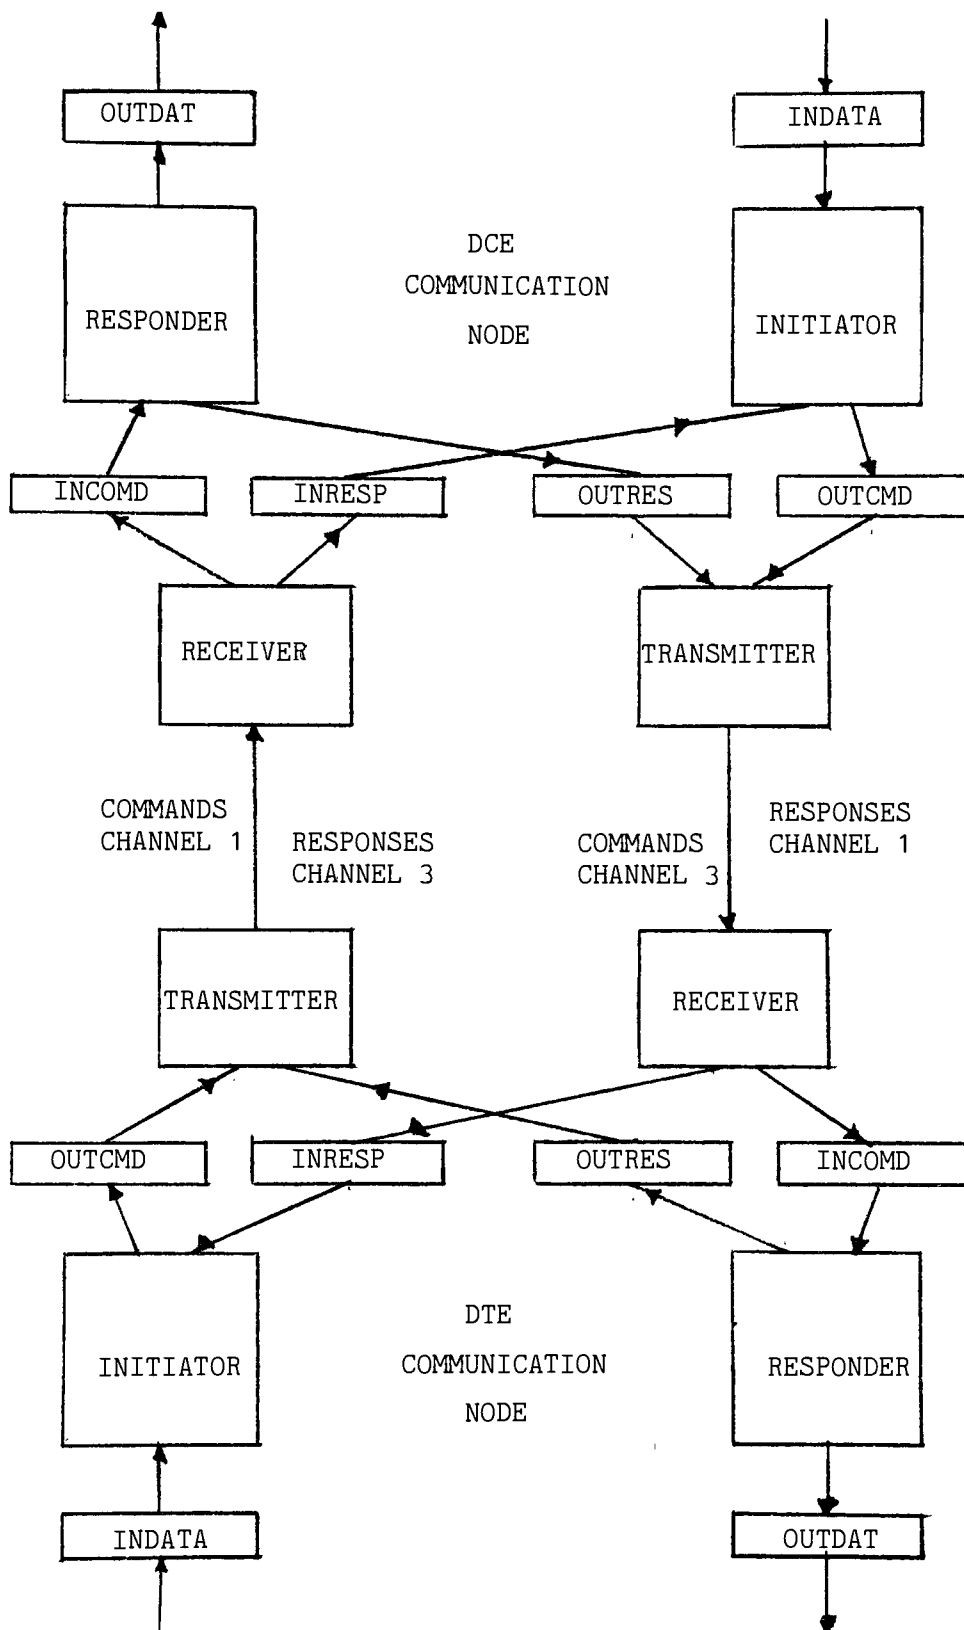 OUTDAT
INDATA
DCE
COMMUNICATION
NODE
RESPONDER
INITIATOR
INCOMD
INRESP
OUTRES
OUTCMD
RECEIVER
TRANSMITTER
COMMANDS
CHANNEL 1
RESPONSES
CHANNEL 3
COMMANDS
CHANNEL 3
RESPONSES
CHANNEL 1
TRANSMITTER
RECEIVER
OUTCMD
INRESP
OUTRES
INCOMD
DTE
COMMUNICATION
NODE
INITIATOR
RESPONDER
INDATA
OUTDAT